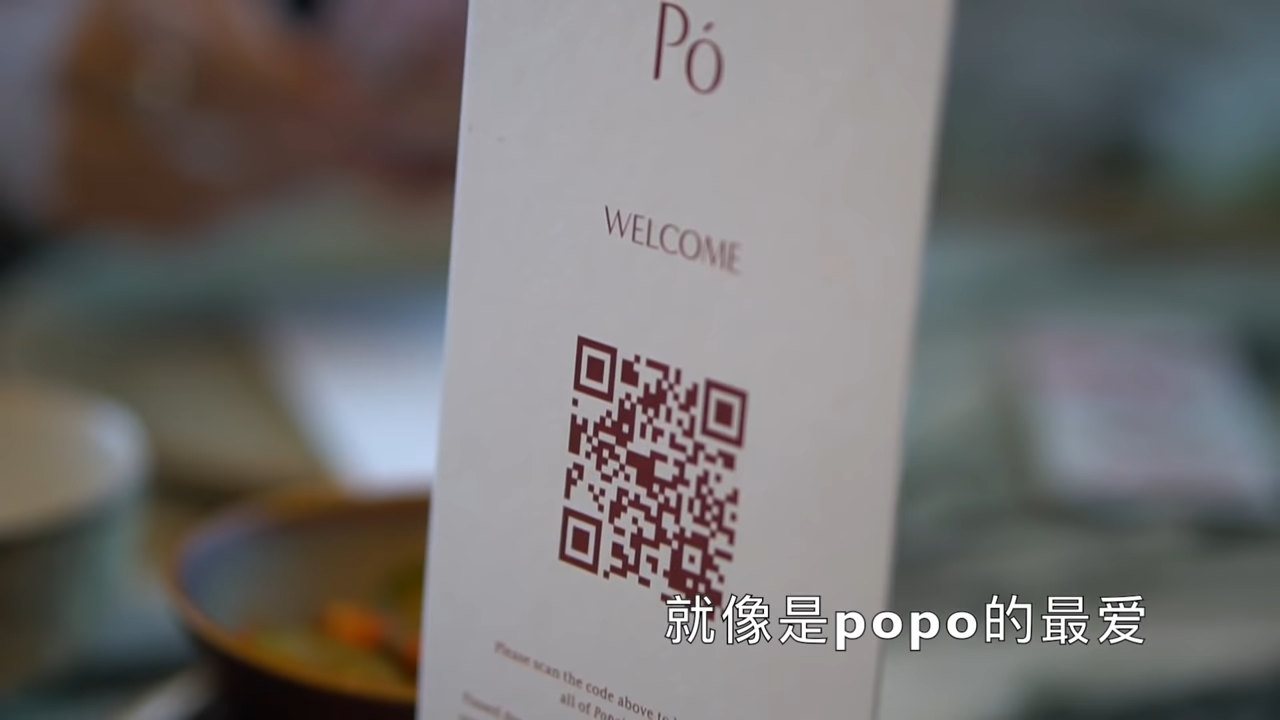 Pó
WELCOME
就像是popo的最爱
Please scan the code above to
all of